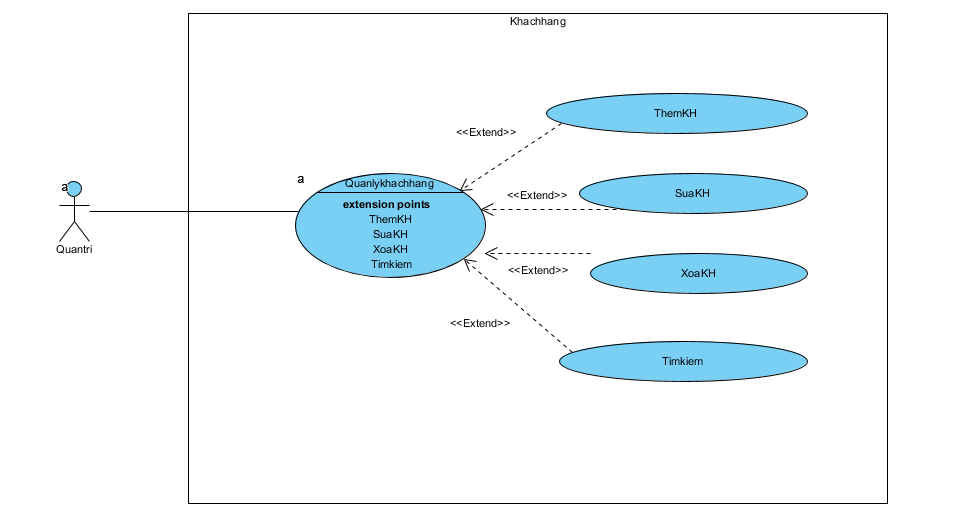 Khachhang
ThemKH
<<Extend>>
a
Quanlykhachhang
extension points
ThemKH
SuaKH
XoaKH
Timkiem
a
Quantri
<<Extend>>
SuaKH
<<Extend>>
XoaKH
<<Extend>>
Timkiem